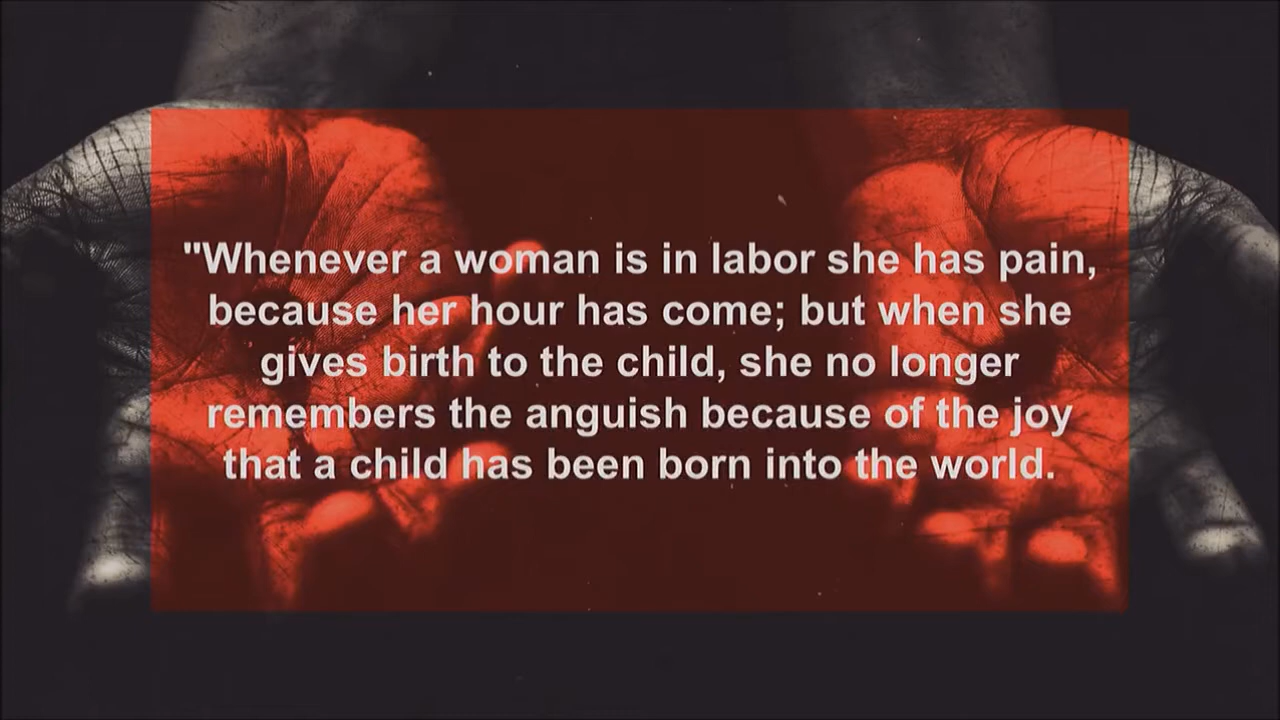 "Whenever a woman is in labor she has pain,
because her hour has come; but when she
gives birth to the child, she no longer
remembers the anguish because of the joy
that a child has been born into the world.